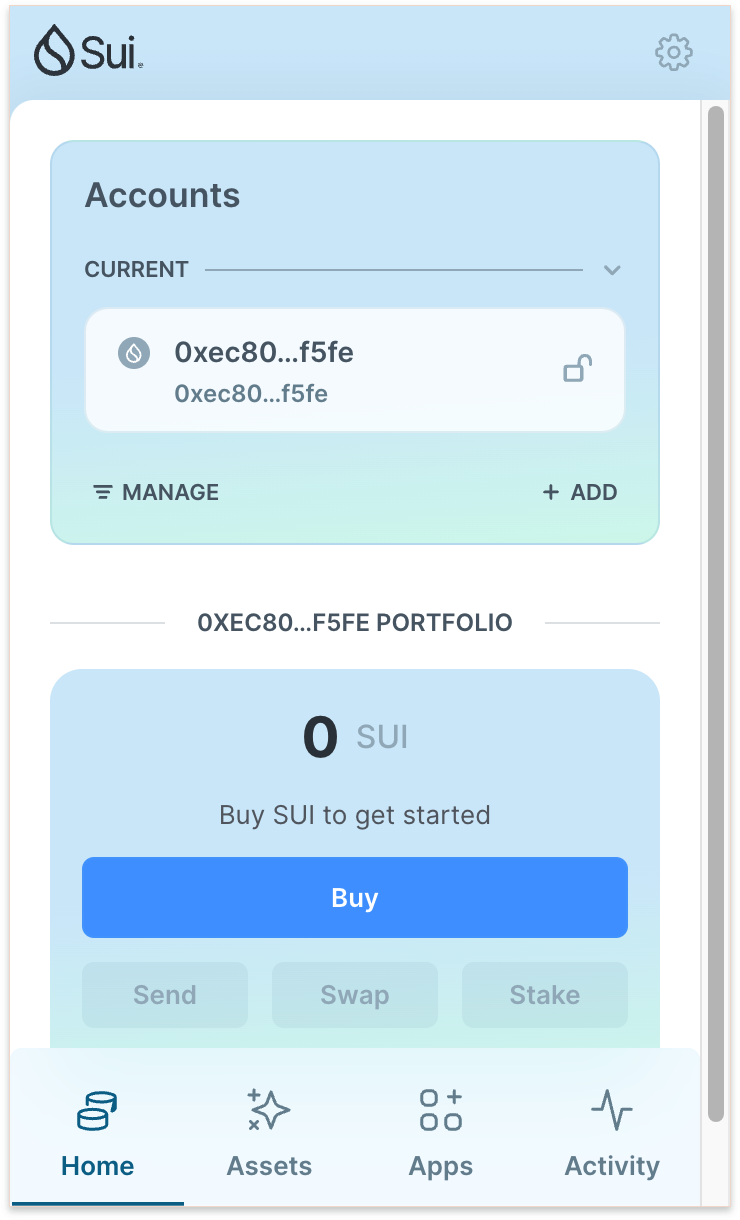 Sui
Accounts
CURRENT
0xec80...f5fe
0xec80...f5fe
MANAGE
+ ADD
0XEC80...F5FE PORTFOLIO
0 SUI
Buy SUI to get started
Buy
Send
Swap
Stake
Home
Assets
Apps
Activity